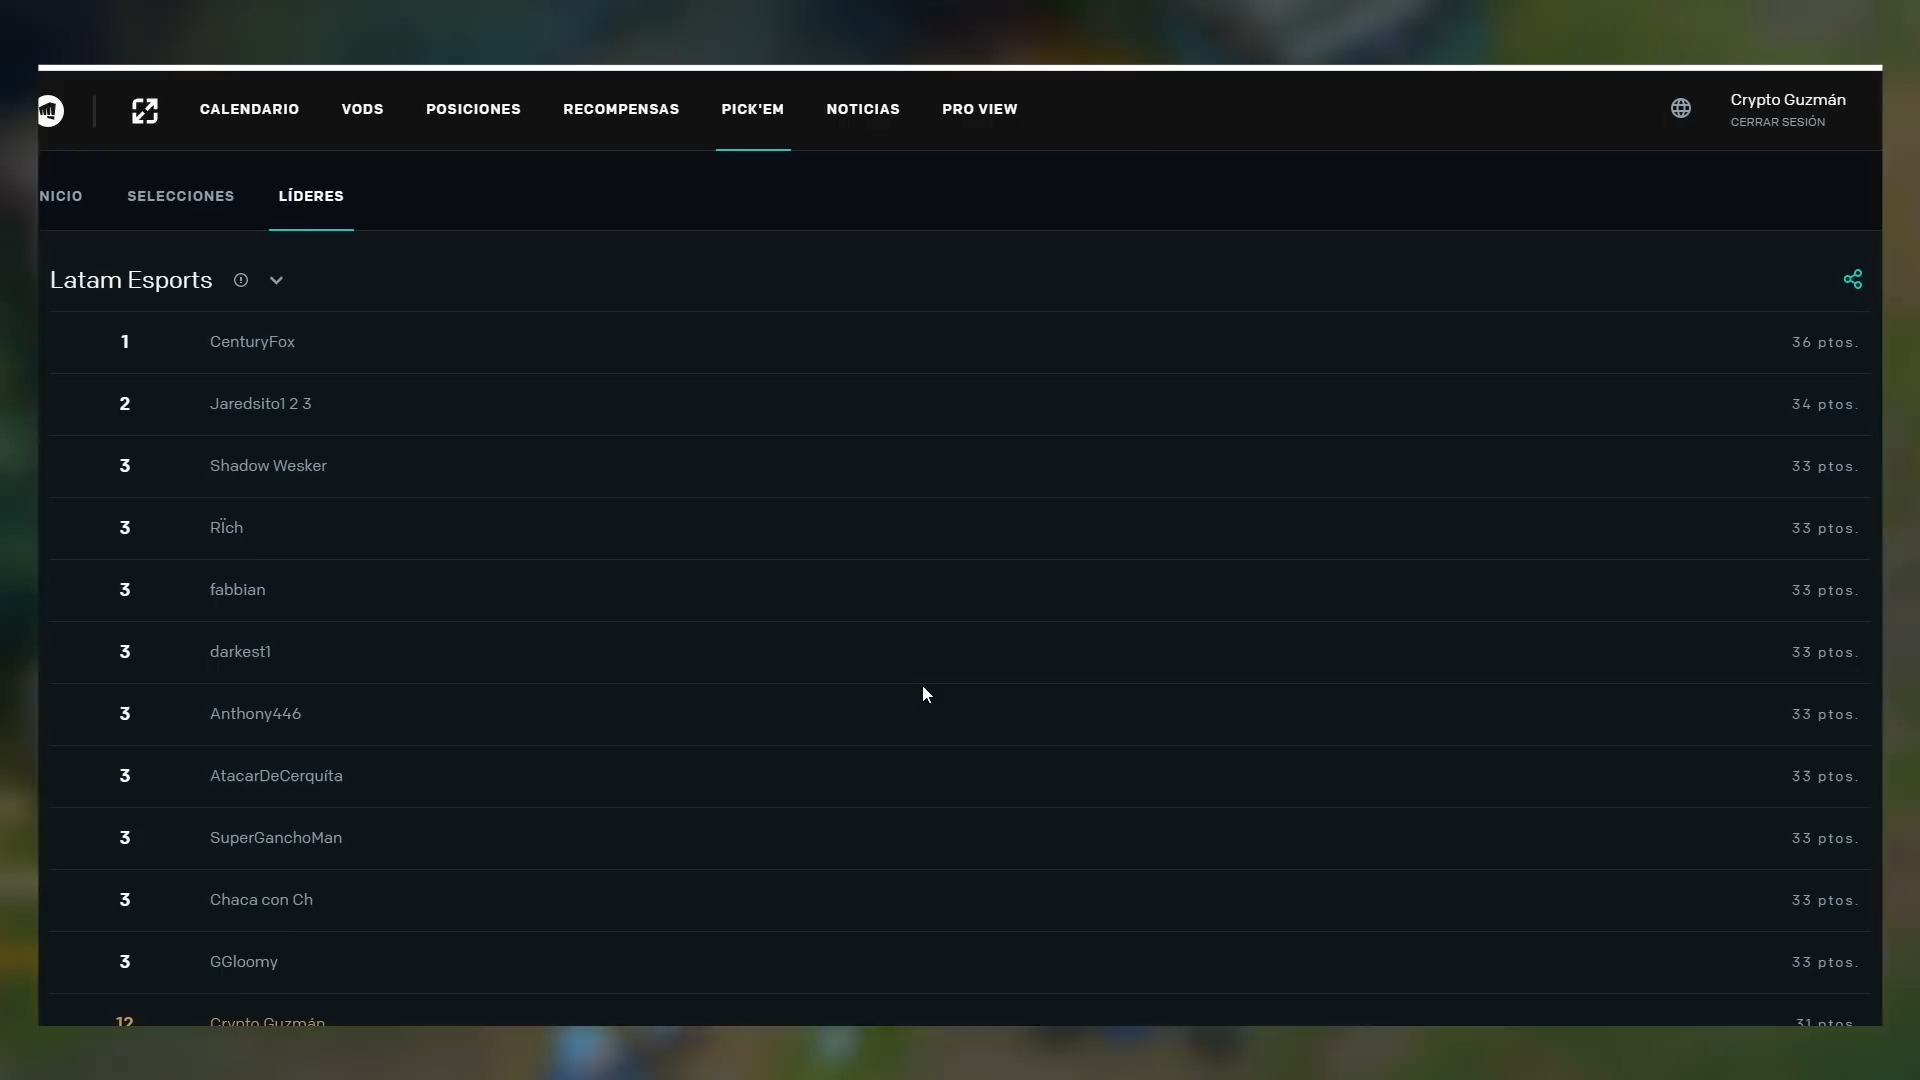 CALENDARIO VODS POSICIONES RECOMPENSAS PICK'EM NOTICIAS PRO VIEW Crypto Guzmán
CERRAR SESIÓN
NICIO SELECCIONES LÍDERES
Latam Esports
1 CenturyFox 36 ptos.
2 Jaredsito1 2 3 34 ptos.
3 Shadow Wesker 33 ptos.
3 RÏch 33 ptos.
3 fabbian 33 ptos.
3 darkest1 33 ptos.
3 Anthony446 33 ptos.
3 AtacarDeCerquíta 33 ptos.
3 SuperGanchoMan 33 ptos.
3 Chaca con Ch 33 ptos.
3 GGloomy 33 ptos.
12 Crypto Guzmán 31 ptos.